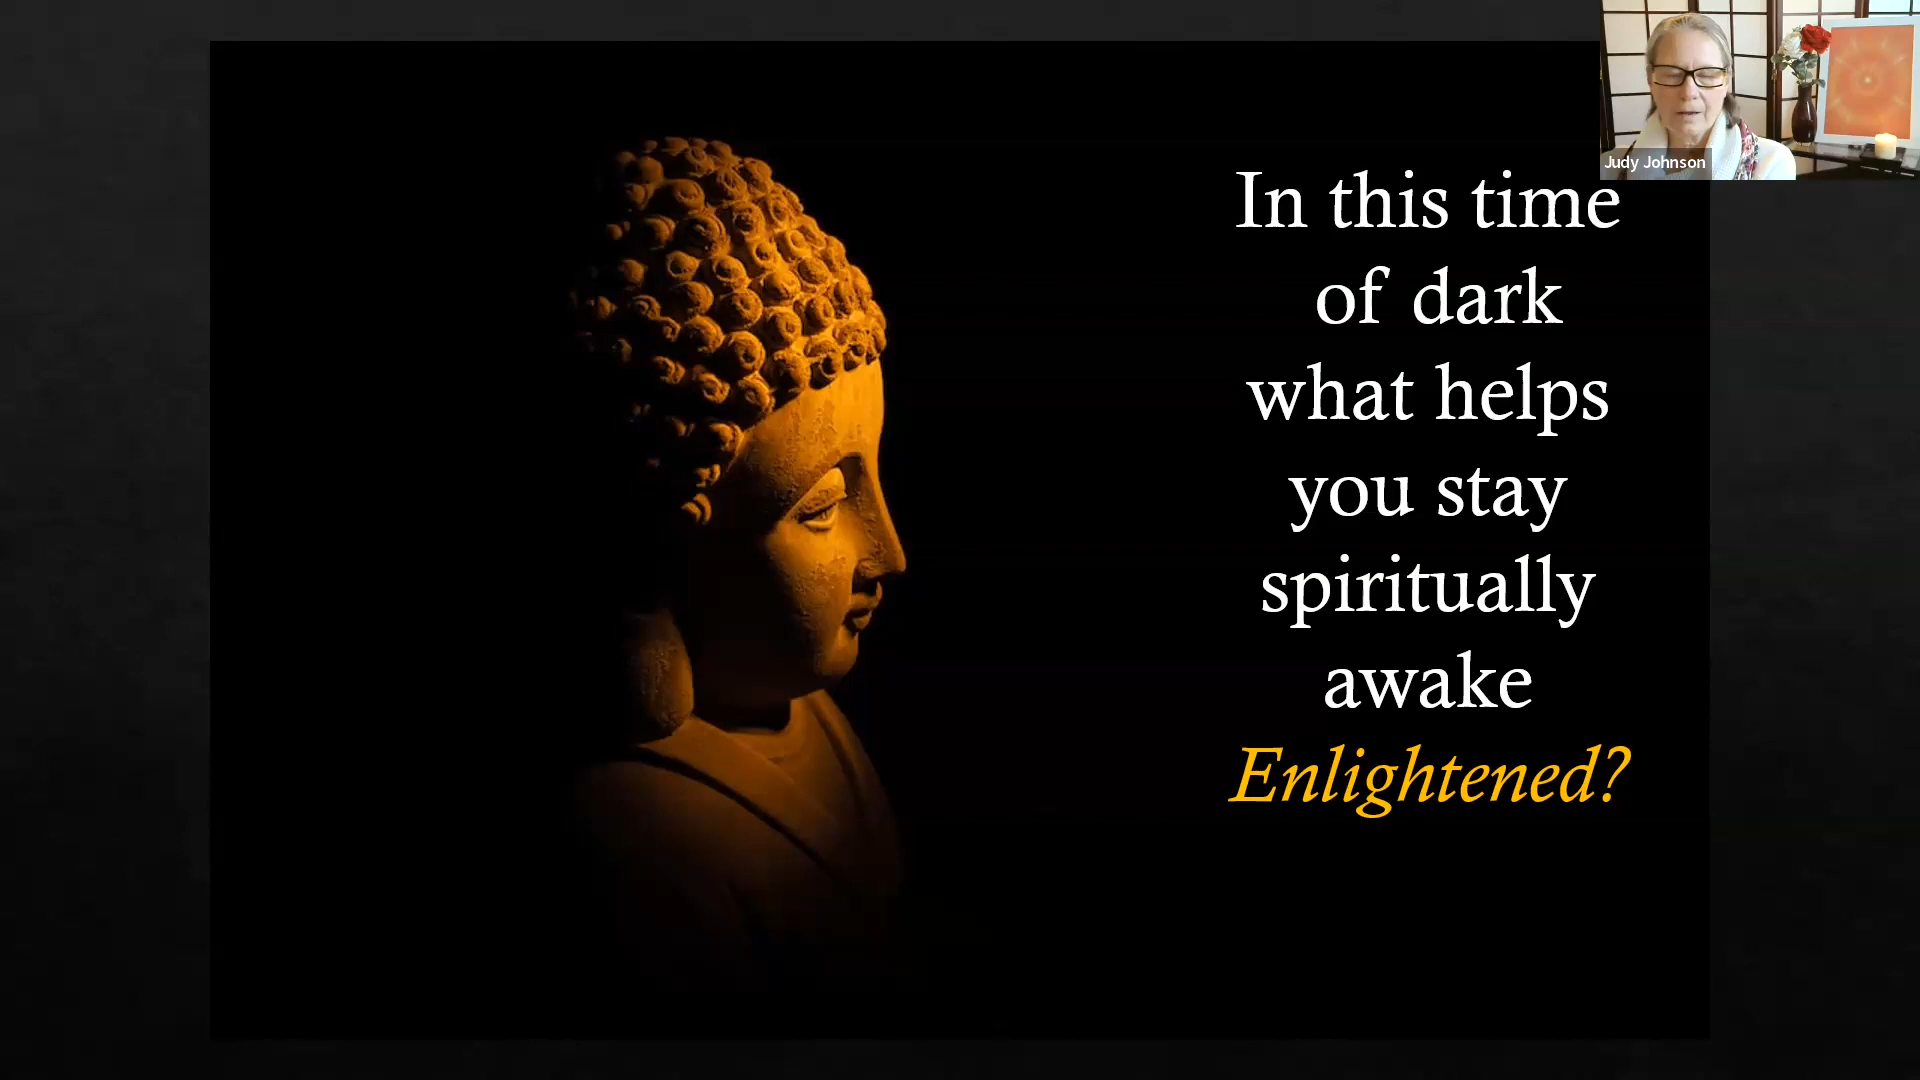 Judy Johnson
In this time
of dark
what helps
you stay
spiritually
awake
Enlightened?